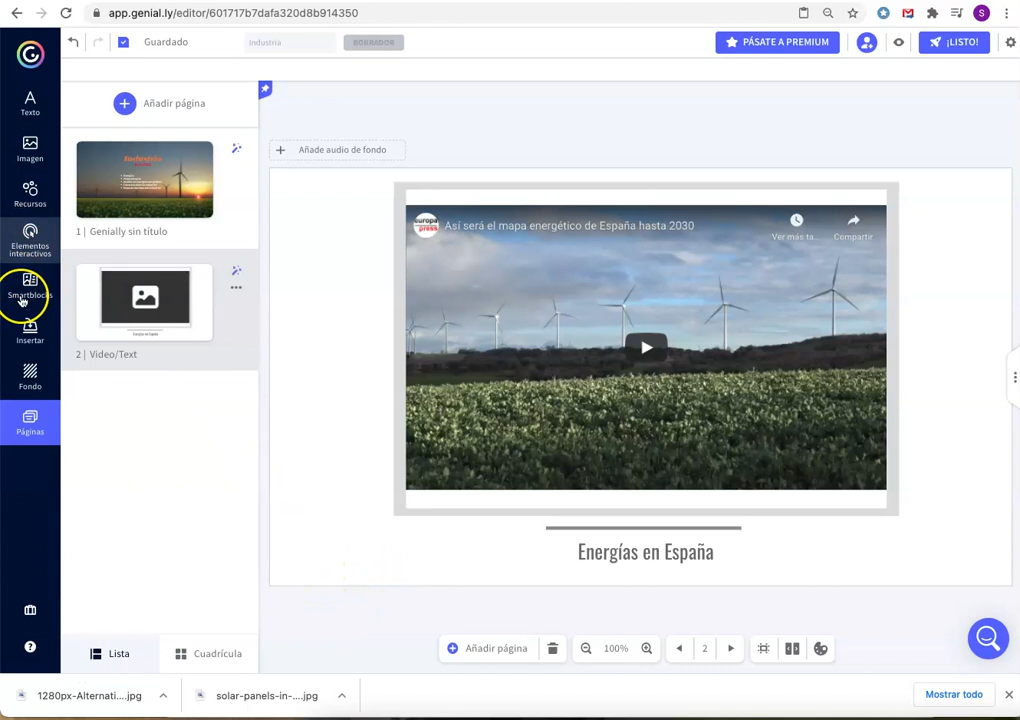 app.genial.ly/editor/601717b7dafa320d8b914350
S
Guardado
Industria
BORRADOR
PÁSATE A PREMIUM
¡LISTO!
Texto
Imagen
Recursos
Elementos
interactivos
Smartblocks
Insertar
Fondo
Páginas
Añadir página
1 | Genially sin título
2 | Video/Text
Lista
Cuadrícula
Añade audio de fondo
europa
press
Así será el mapa energético de España hasta 2030
Ver más ta...
Compartir
Energías en España
Añadir página
100%
2
1280px-Alternati....jpg
solar-panels-in-....jpg
Mostrar todo